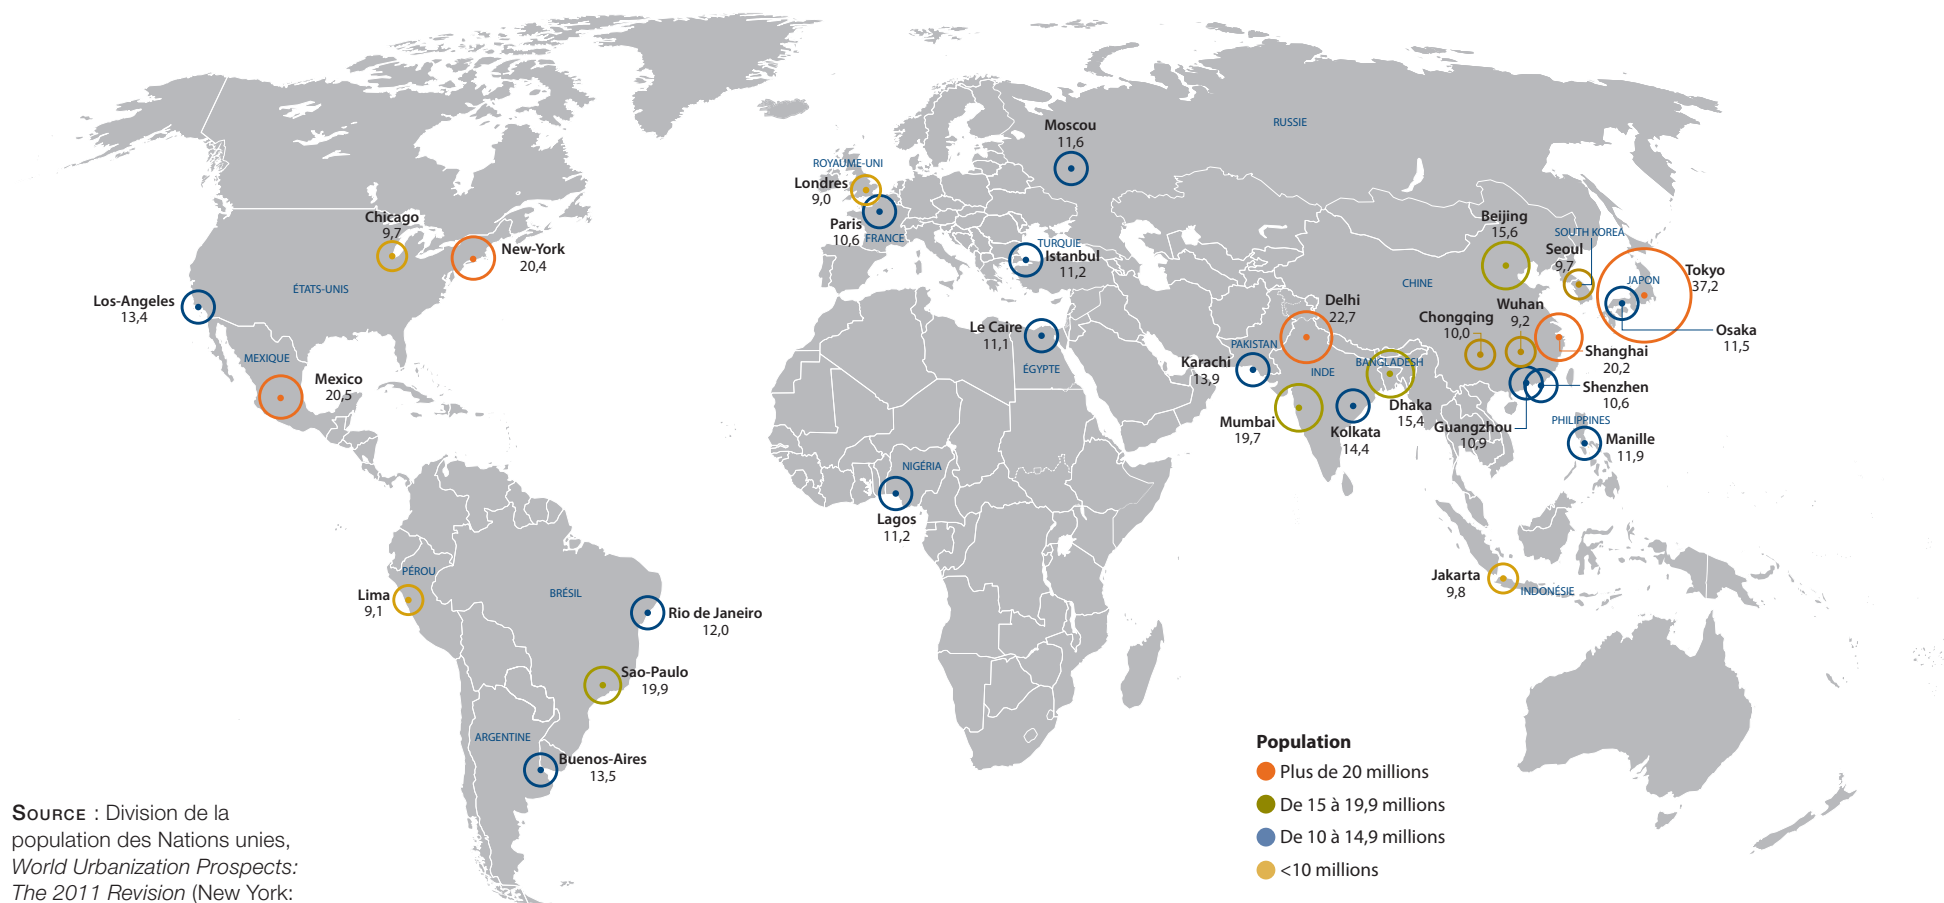 RUSSIE
Moscou
11,6
ROYAUME-UNI
Londres
9,0
Paris
10,6
FRANCE
Chicago
9,7
New-York
20,4
ÉTATS-UNIS
Los-Angeles
13,4
MEXIQUE
Mexico
20,5
TURQUIE
Istanbul
11,2
Le Caire
11,1
ÉGYPTE
Beijing
15,6
SOUTH KOREA
Seoul
9,7
CHINE
JAPON
Tokyo
37,2
Osaka
11,5
Wuhan
9,2
Chongqing
10,0
Shanghai
20,2
Shenzhen
10,6
Guangzhou
10,9
Delhi
22,7
PAKISTAN
Karachi
13,9
INDE
BANGLADESH
Dhaka
15,4
Mumbai
19,7
Kolkata
14,4
PHILIPPINES
Manille
11,9
NIGÉRIA
Lagos
11,2
Jakarta
9,8
INDONÉSIE
PÉROU
Lima
9,1
BRÉSIL
Rio de Janeiro
12,0
Sao-Paulo
19,9
ARGENTINE
Buenos-Aires
13,5
Population
Plus de 20 millions
De 15 à 19,9 millions
De 10 à 14,9 millions
<10 millions
SOURCE : Division de la
population des Nations unies,
World Urbanization Prospects:
The 2011 Revision (New York: